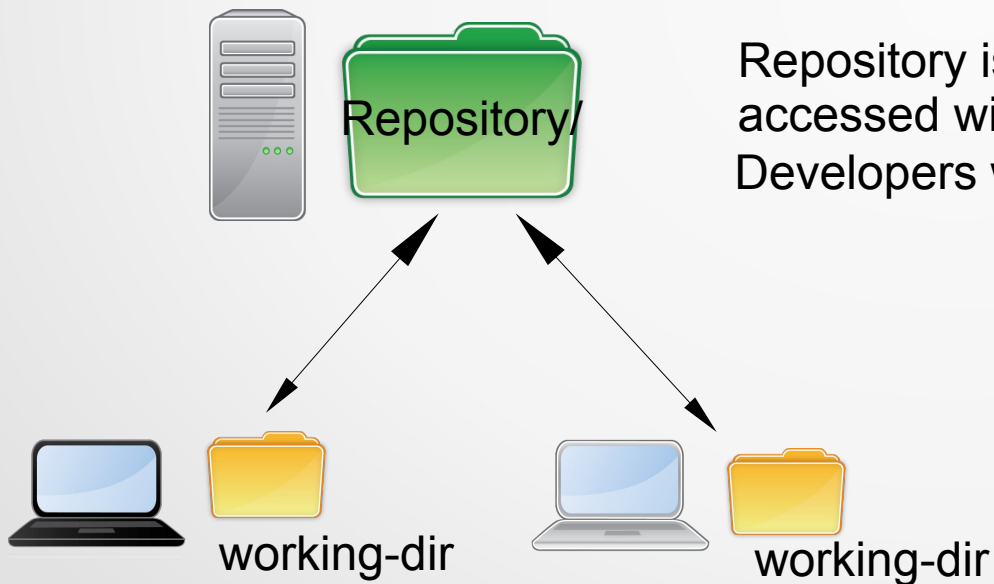 Repository is
accessed wi
Developers
Repository/
working-dir
working-dir